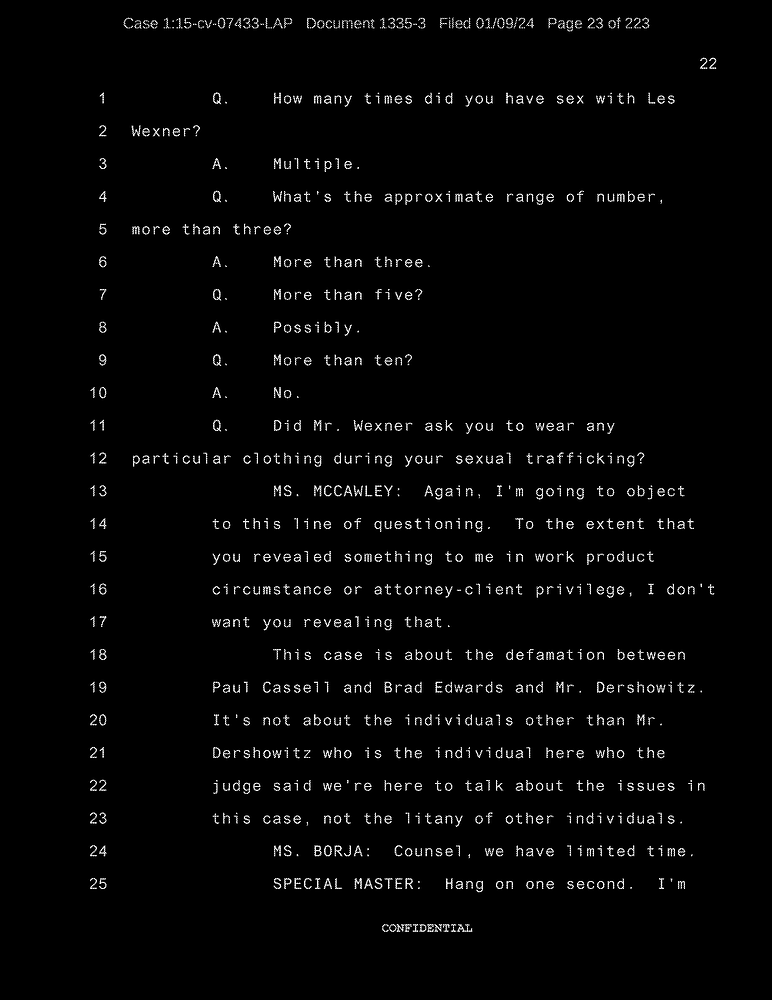 Case 1:15-cv-07433-LAP Document 1335-3 Filed 01/09/24 Page 23 of 223
22
1 Q. How many times did you have sex with Les
2 Wexner?
3 A. Multiple.
4 Q. What's the approximate range of number,
5 more than three?
6 A. More than three.
7 Q. More than five?
8 A. Possibly.
9 Q. More than ten?
10 A. No.
11 Q. Did Mr. Wexner ask you to wear any
12 particular clothing during your sexual trafficking?
13 MS. MCCAWLEY: Again, I'm going to object
14 to this line of questioning. To the extent that
15 you revealed something to me in work product
16 circumstance or attorney-client privilege, I don't
17 want you revealing that.
18 This case is about the defamation between
19 Paul Cassell and Brad Edwards and Mr. Dershowitz.
20 It's not about the individuals other than Mr.
21 Dershowitz who is the individual here who the
22 judge said we're here to talk about the issues in
23 this case, not the litany of other individuals.
24 MS. BORJA: Counsel, we have limited time.
25 SPECIAL MASTER: Hang on one second. I'm
CONFIDENTIAL